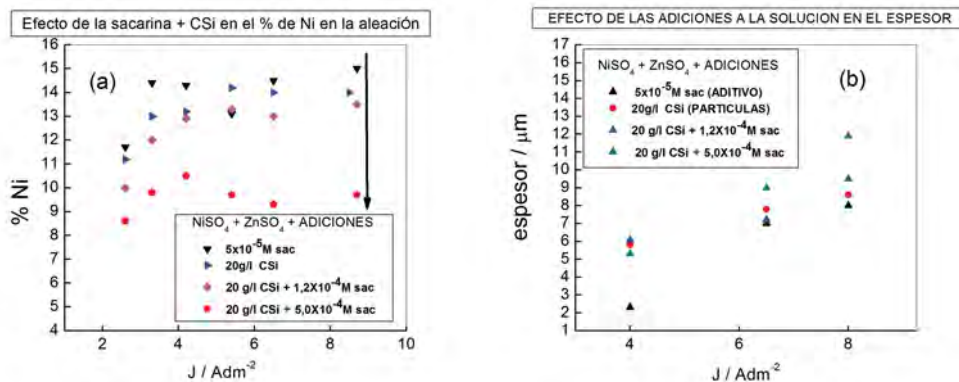 Efecto de la sacarina + CSi en el % de Ni en la aleación
16
15
14
13
12
11
10
9
8
7
6
5
4
% Ni
(a)
NiSO4 + ZnSO4 + ADICIONES
5x10^-5M sac
20g/l CSi
20 g/l CSi + 1,2X10^-4M sac
20 g/l CSi + 5,0X10^-4M sac
2 4 6 8 10
J / Adm^-2
EFECTO DE LAS ADICIONES A LA SOLUCION EN EL ESPESOR
17
16
15
14
13
12
11
10
9
8
7
6
5
4
3
2
1
espesor / μm
(b)
NiSO4 + ZnSO4 + ADICIONES
5x10^-5M sac (ADITIVO)
20g/l CSi (PARTICULAS)
20 g/l CSi + 1,2X10^-4M sac
20 g/l CSi + 5,0X10^-4M sac
4 6 8
J / Adm^-2